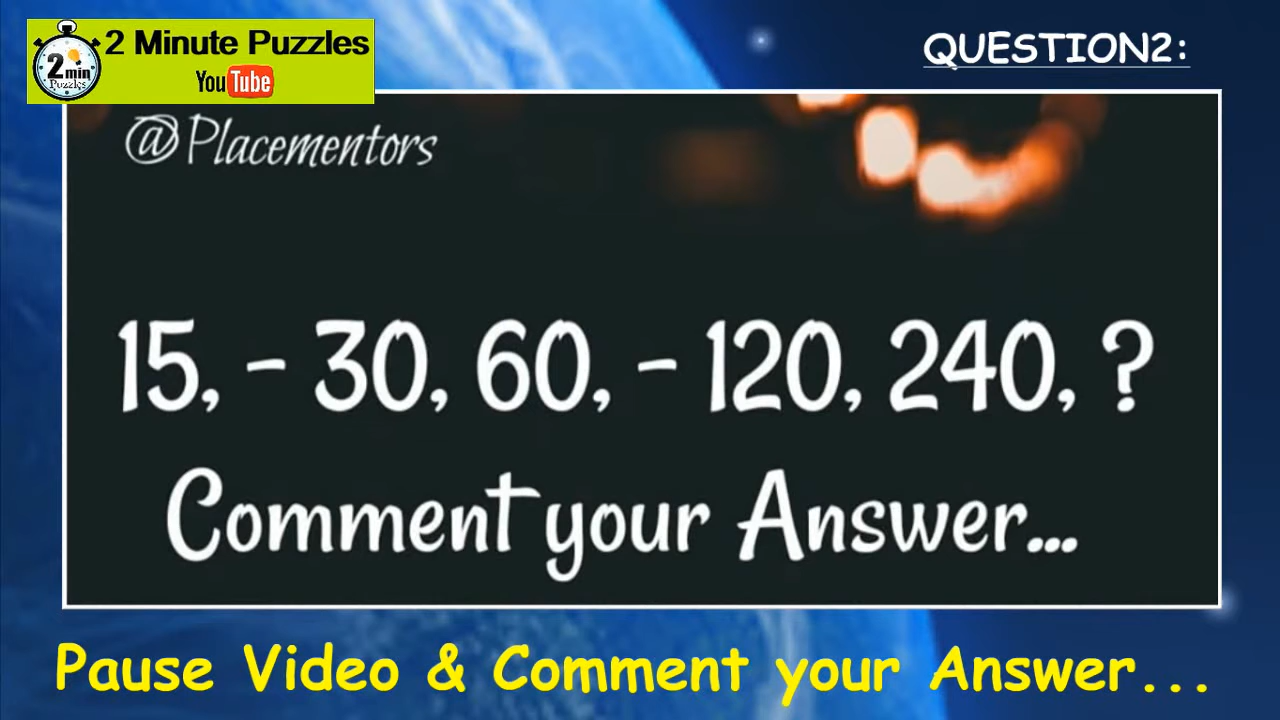 2 Minute Puzzles
2 min
Puzzles
YouTube
QUESTION2:
@Placementors
15, - 30, 60, - 120, 240, ?
Comment your Answer...
Pause Video & Comment your Answer...